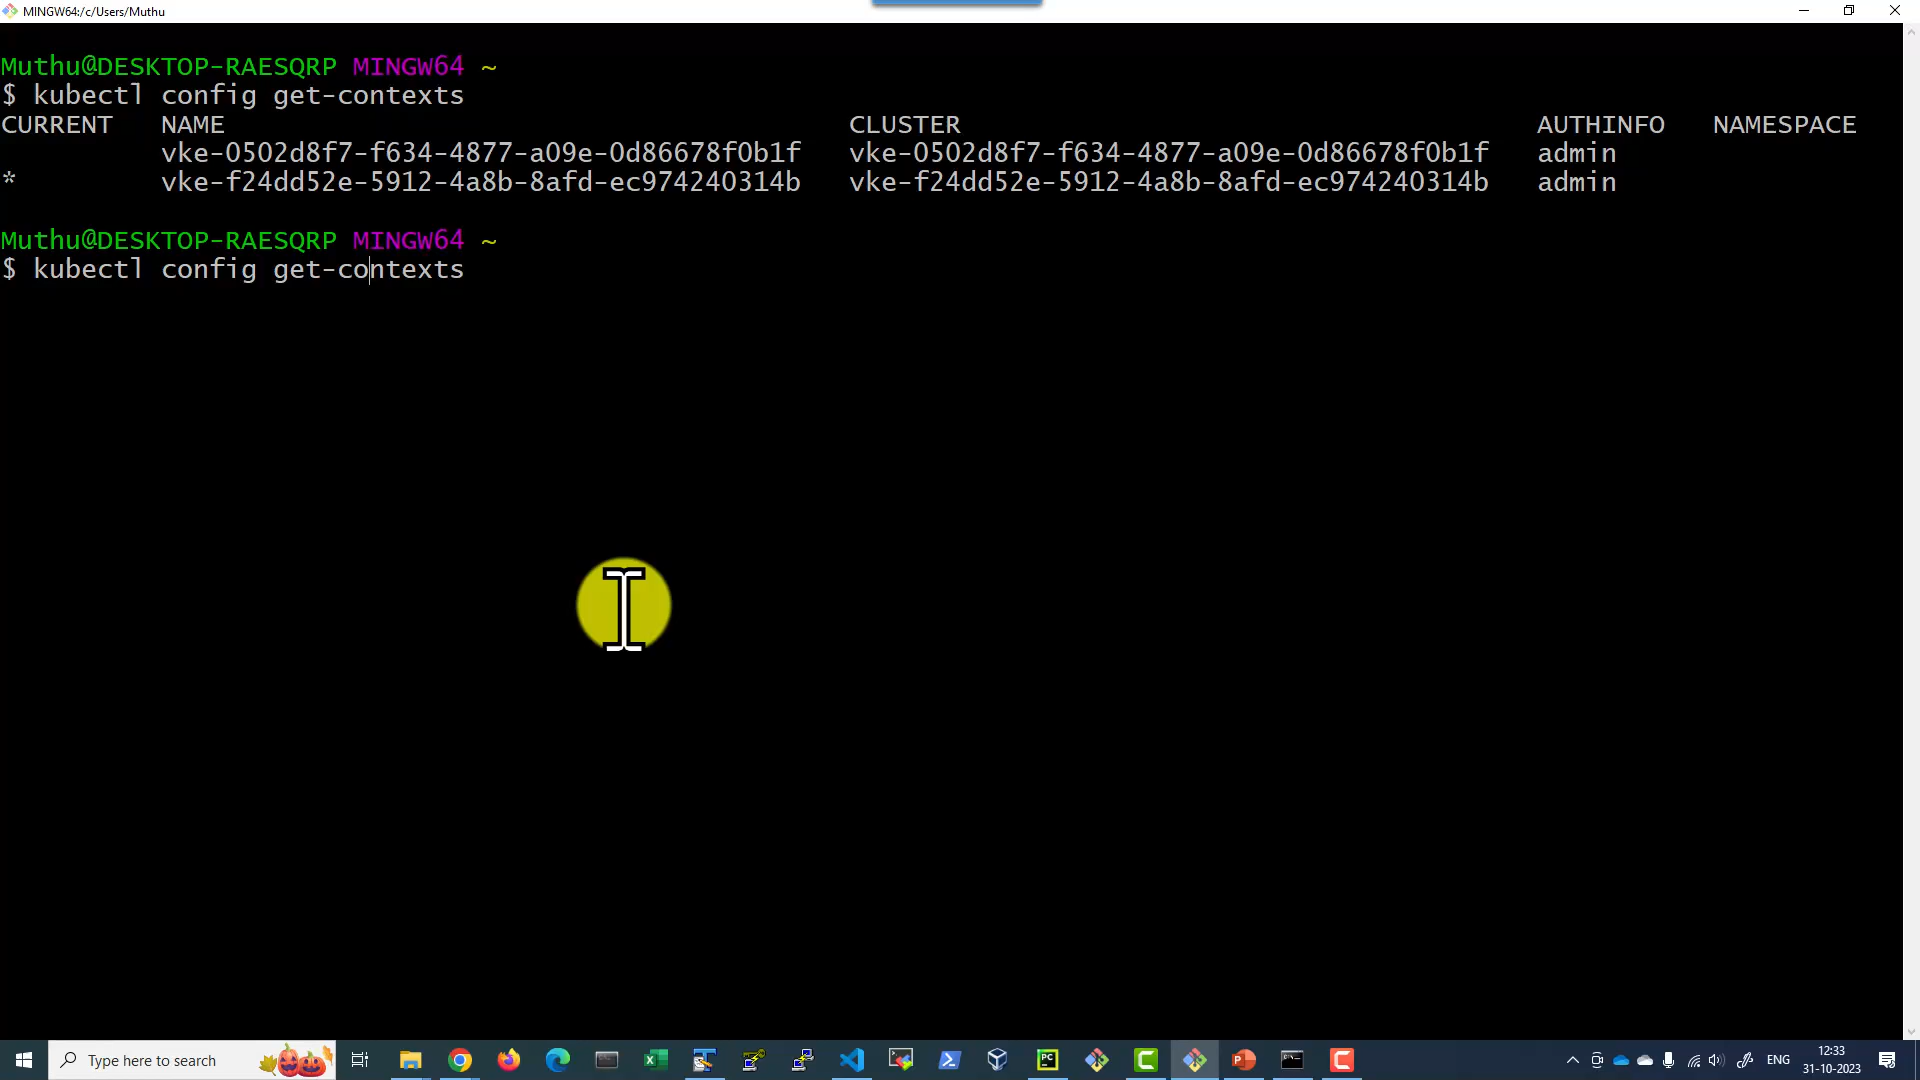 MINGW64:/c/Users/Muthu
Muthu@DESKTOP-RAESQRP MINGW64 ~
$ kubectl config get-contexts
CURRENT NAME CLUSTER AUTHINFO NAMESPACE
vke-0502d8f7-f634-4877-a09e-0d86678f0b1f vke-0502d8f7-f634-4877-a09e-0d86678f0b1f admin
* vke-f24dd52e-5912-4a8b-8afd-ec974240314b vke-f24dd52e-5912-4a8b-8afd-ec974240314b admin
Muthu@DESKTOP-RAESQRP MINGW64 ~
$ kubectl config get-contexts
Type here to search
ENG
12:33
31-10-2023